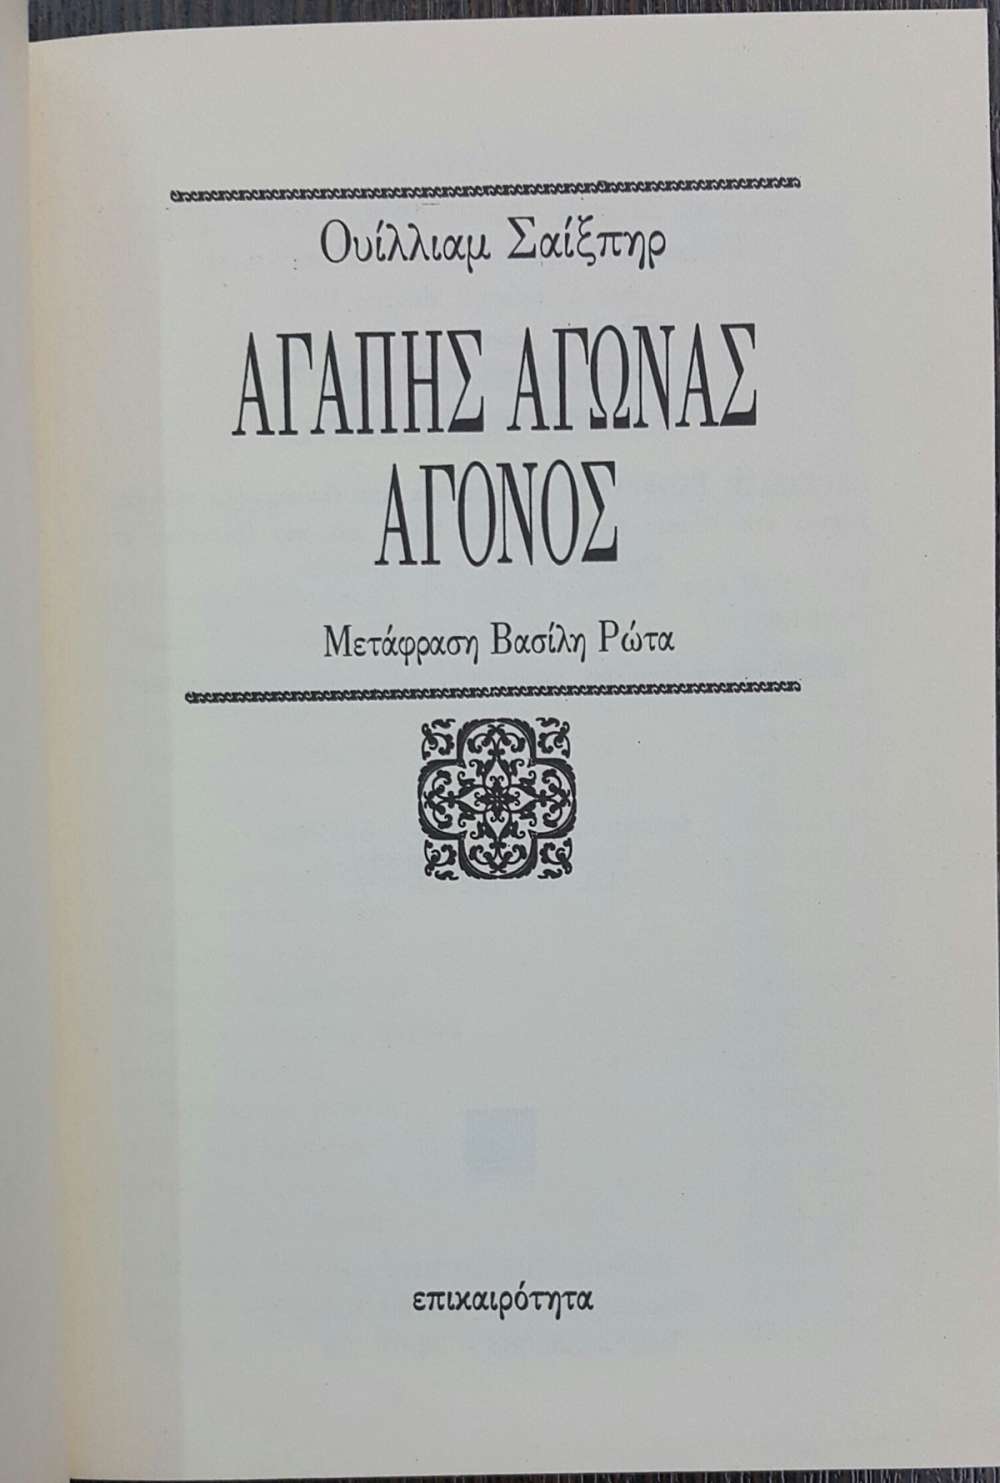 Ουίλλιαμ Σαίξπηρ
ΑΓΑΠΗΣ ΑΓΩΝΑΣ
ΑΓΟΝΟΣ
Μετάφραση Βασίλη Ρώτα
επικαιρότητα